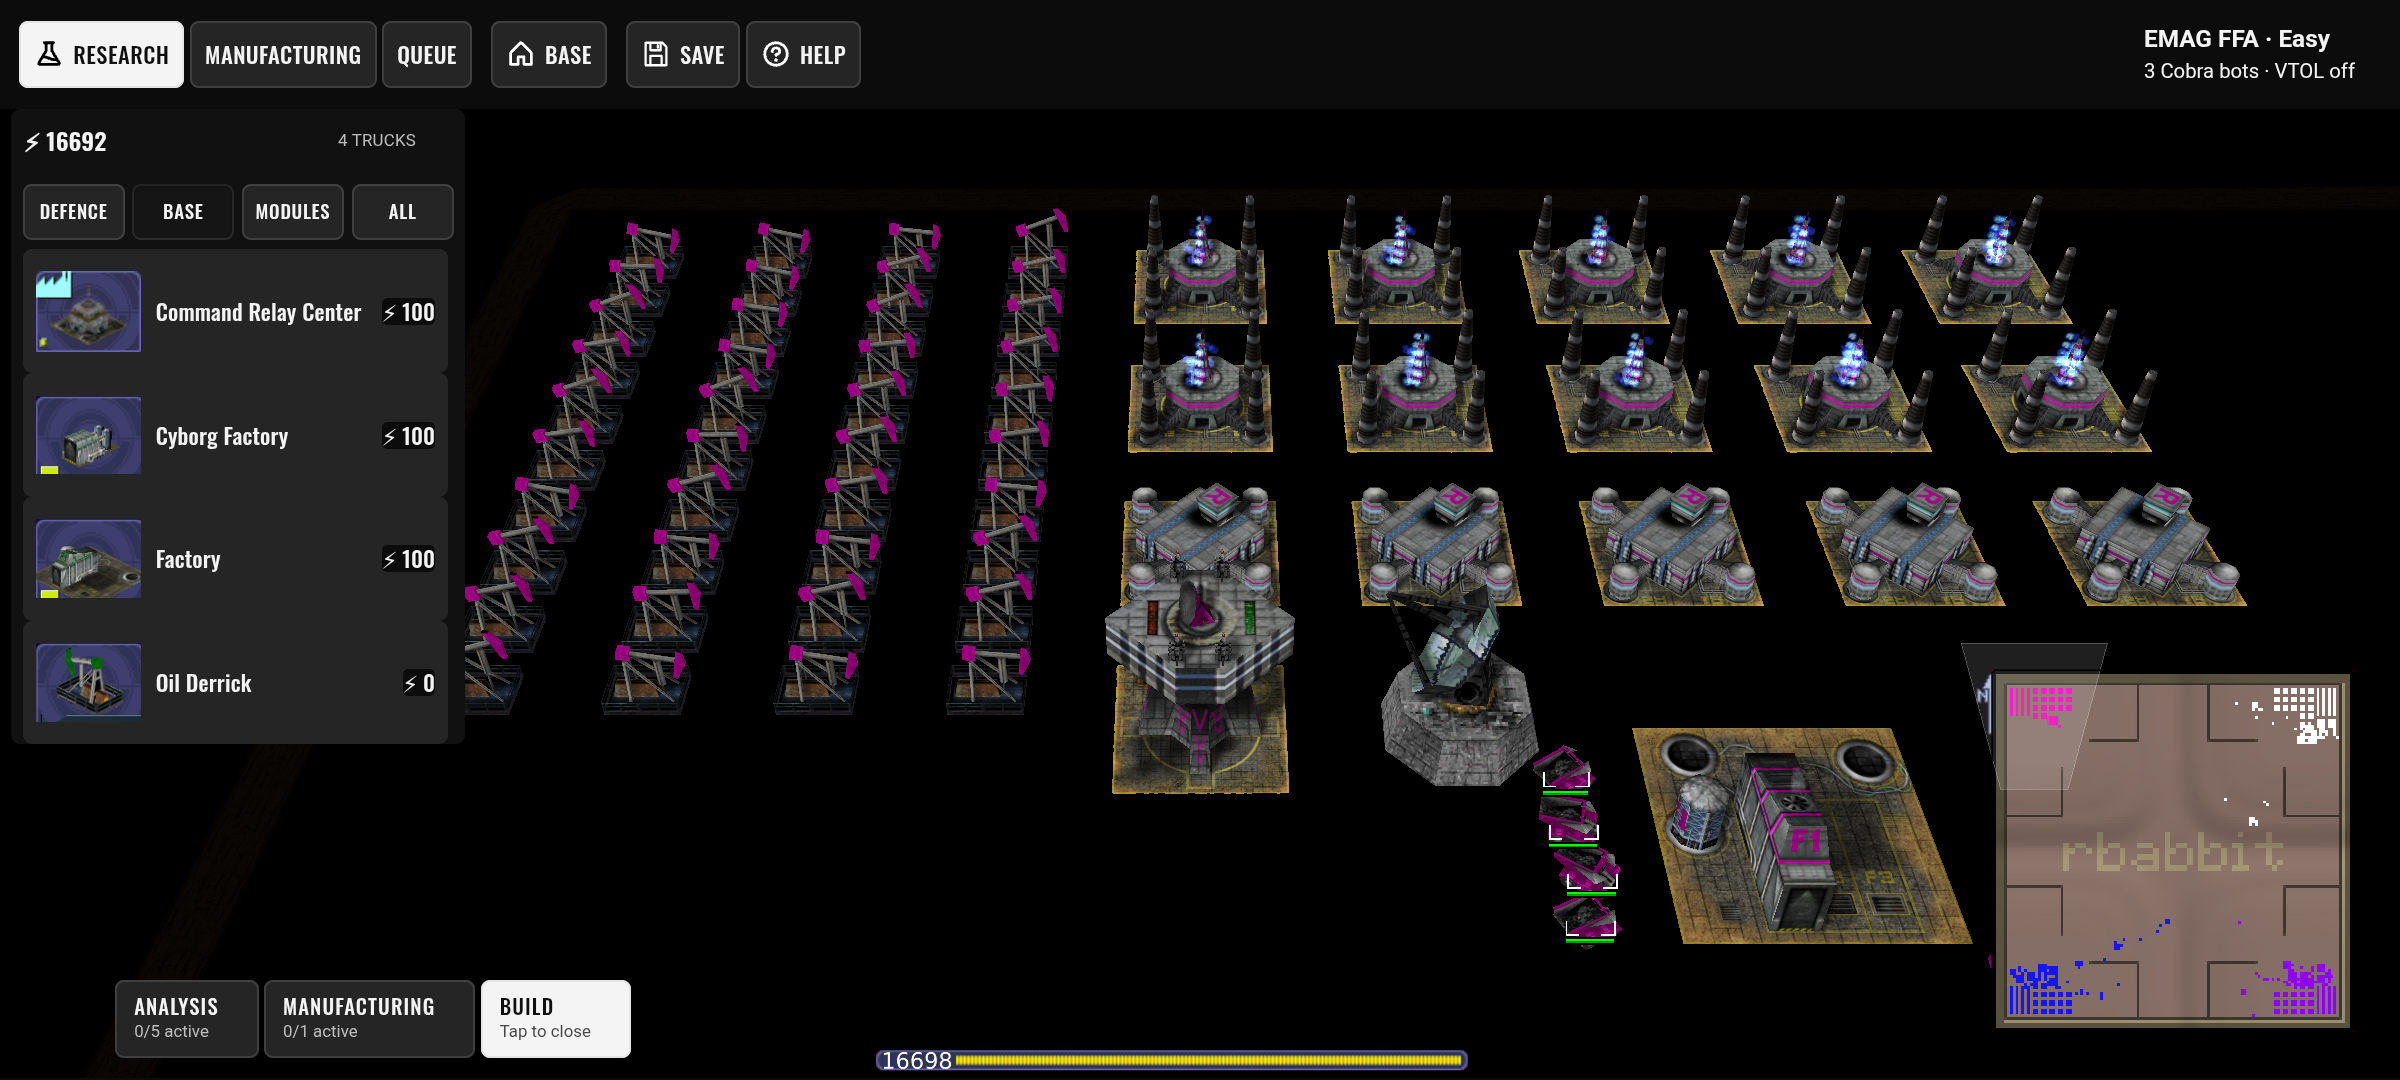 RESEARCH
MANUFACTURING
QUEUE
BASE
SAVE
HELP
EMAG FFA · Easy
3 Cobra bots · VTOL off
16692
4 TRUCKS
DEFENCE
BASE
MODULES
ALL
Command Relay Center
100
Cyborg Factory
100
Factory
100
Oil Derrick
0
R
R
R
R
R
F1
F3
N
rbabbit
ANALYSIS
0/5 active
MANUFACTURING
0/1 active
BUILD
Tap to close
16698